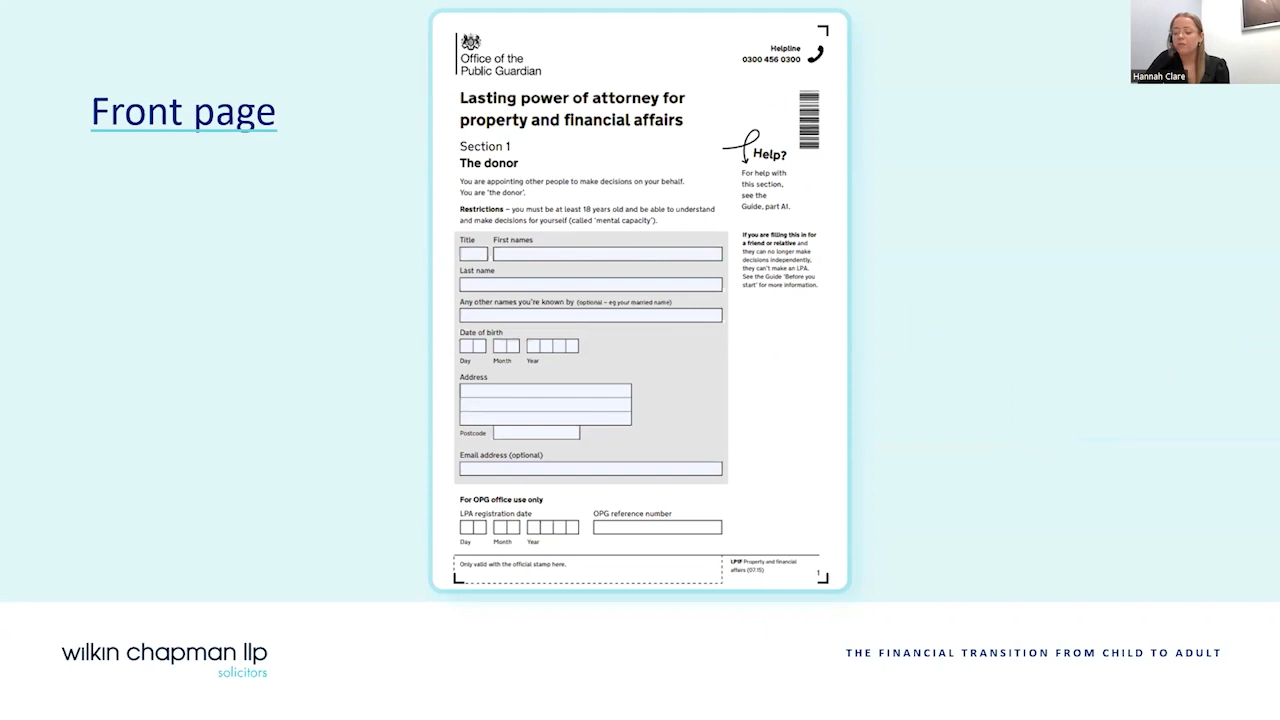 Front page
Office of the
Public Guardian
Helpline
0300 456 0300
Lasting power of attorney for
property and financial affairs
Section 1
The donor
You are appointing other people to make decisions on your behalf.
You are 'the donor'.
Restrictions – you must be at least 18 years old and be able to understand
and make decisions for yourself (called 'mental capacity').
Help?
For help with
this section,
see the
Guide, part A1.
If you are filling this in for
a friend or relative and
they can no longer make
decisions independently,
they can't make an LPA.
See the Guide 'Before you
start' for more information.
Title First names
Last name
Any other names you're known by (optional – eg your married name)
Date of birth
Day Month Year
Address
Postcode
Email address (optional)
For OPG office use only
LPA registration date OPG reference number
Day Month Year
Only valid with the official stamp here.
LP1F Property and financial
affairs (07.15)
1
Hannah Clare
wilkin chapman llp
solicitors
THE FINANCIAL TRANSITION FROM CHILD TO ADULT